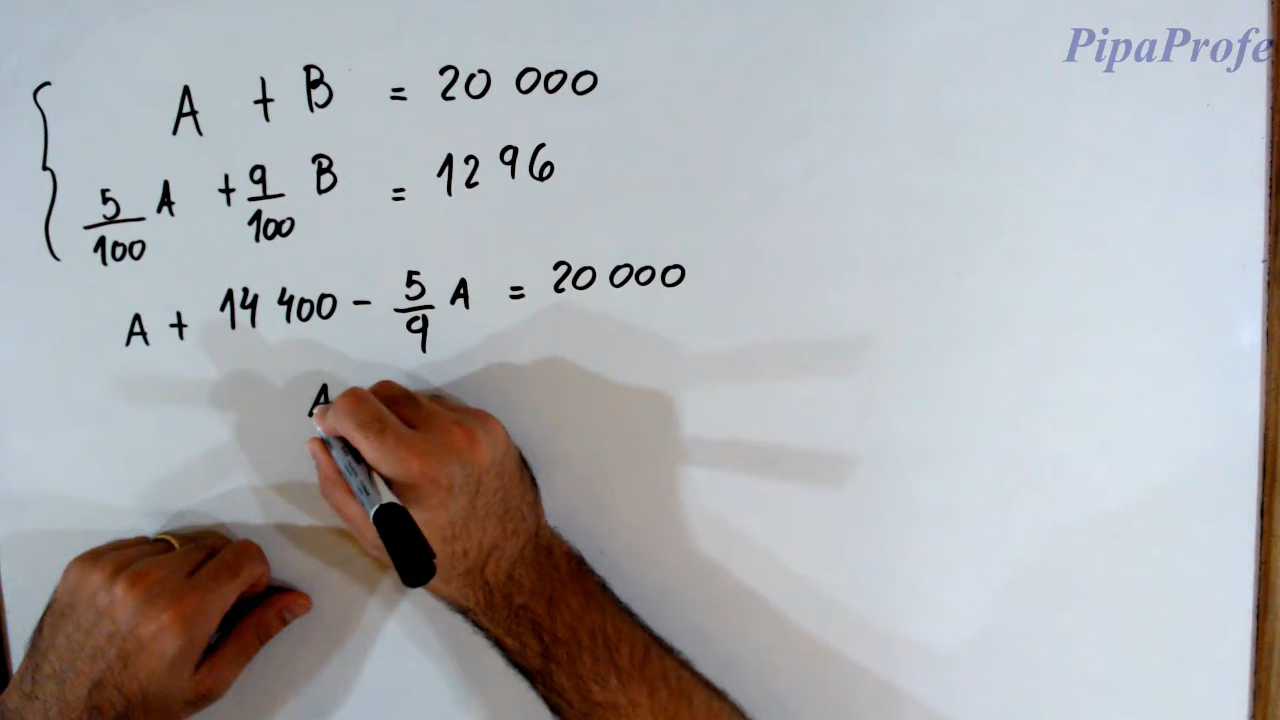 PipaProfe
A + B = 20 000
5/100 A + 9/100 B = 1296
A + 14 400 - 5/9 A = 20 000
A